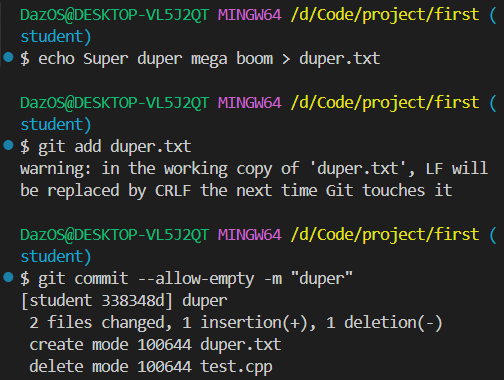 DazOS@DESKTOP-VL5J2QT MINGW64 /d/Code/project/first (
student)
$ echo Super duper mega boom > duper.txt
DazOS@DESKTOP-VL5J2QT MINGW64 /d/Code/project/first (
student)
$ git add duper.txt
warning: in the working copy of 'duper.txt', LF will
be replaced by CRLF the next time Git touches it
DazOS@DESKTOP-VL5J2QT MINGW64 /d/Code/project/first (
student)
$ git commit --allow-empty -m "duper"
[student 338348d] duper
 2 files changed, 1 insertion(+), 1 deletion(-)
 create mode 100644 duper.txt
 delete mode 100644 test.cpp